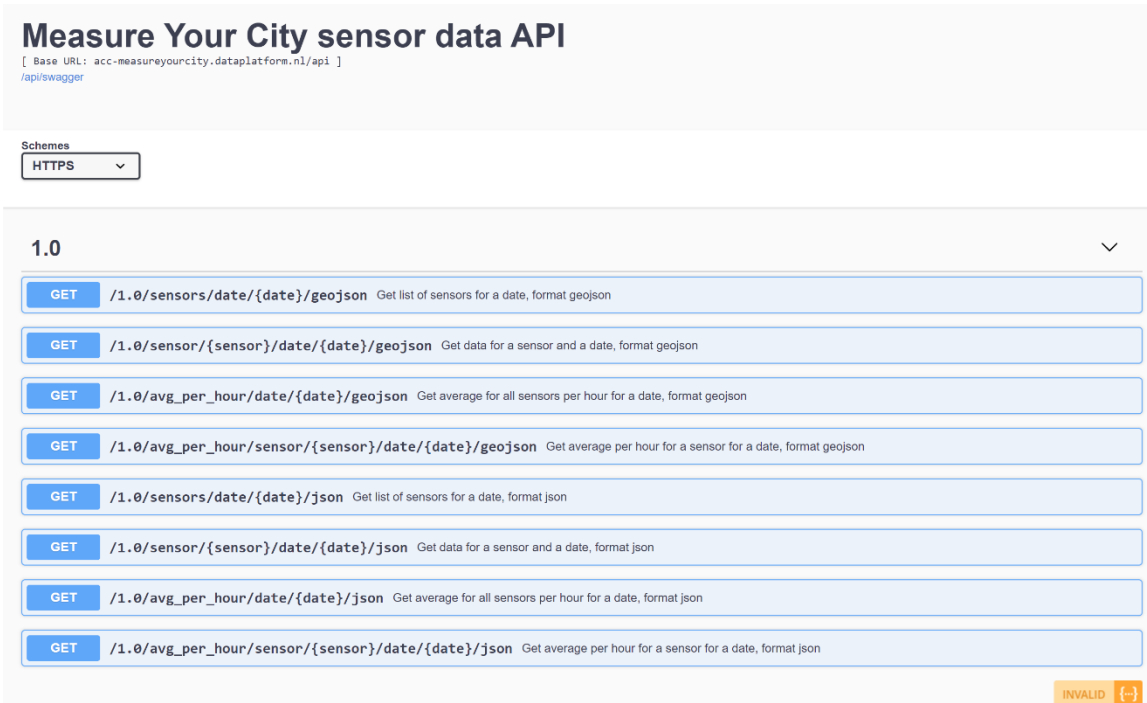 Measure Your City sensor data API
[ Base URL: acc-measureyourcity.dataplatform.nl/api ]
/api/swagger
Schemes
HTTPS
1.0
GET /1.0/sensors/date/{date}/geojson Get list of sensors for a date, format geojson
GET /1.0/sensor/{sensor}/date/{date}/geojson Get data for a sensor and a date, format geojson
GET /1.0/avg_per_hour/date/{date}/geojson Get average for all sensors per hour for a date, format geojson
GET /1.0/avg_per_hour/sensor/{sensor}/date/{date}/geojson Get average per hour for a sensor for a date, format geojson
GET /1.0/sensors/date/{date}/json Get list of sensors for a date, format json
GET /1.0/sensor/{sensor}/date/{date}/json Get data for a sensor and a date, format json
GET /1.0/avg_per_hour/date/{date}/json Get average for all sensors per hour for a date, format json
GET /1.0/avg_per_hour/sensor/{sensor}/date/{date}/json Get average per hour for a sensor for a date, format json
INVALID {...}